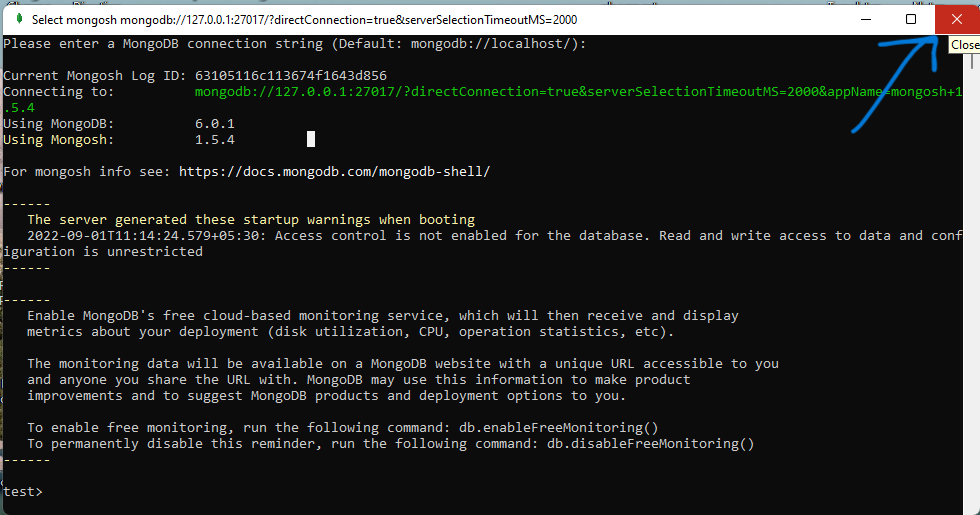 Select mongosh mongodb://127.0.0.1:27017/?directConnection=true&serverSelectionTimeoutMS=2000
Close
Please enter a MongoDB connection string (Default: mongodb://localhost/):
Current Mongosh Log ID: 63105116c113674f1643d856
Connecting to: mongodb://127.0.0.1:27017/?directConnection=true&serverSelectionTimeoutMS=2000&appName=mongosh+1
.5.4
Using MongoDB: 6.0.1
Using Mongosh: 1.5.4
For mongosh info see: https://docs.mongodb.com/mongodb-shell/
------
The server generated these startup warnings when booting
2022-09-01T11:14:24.579+05:30: Access control is not enabled for the database. Read and write access to data and conf
iguration is unrestricted
------
------
Enable MongoDB's free cloud-based monitoring service, which will then receive and display
metrics about your deployment (disk utilization, CPU, operation statistics, etc).
The monitoring data will be available on a MongoDB website with a unique URL accessible to you
and anyone you share the URL with. MongoDB may use this information to make product
improvements and to suggest MongoDB products and deployment options to you.
To enable free monitoring, run the following command: db.enableFreeMonitoring()
To permanently disable this reminder, run the following command: db.disableFreeMonitoring()
------
test>